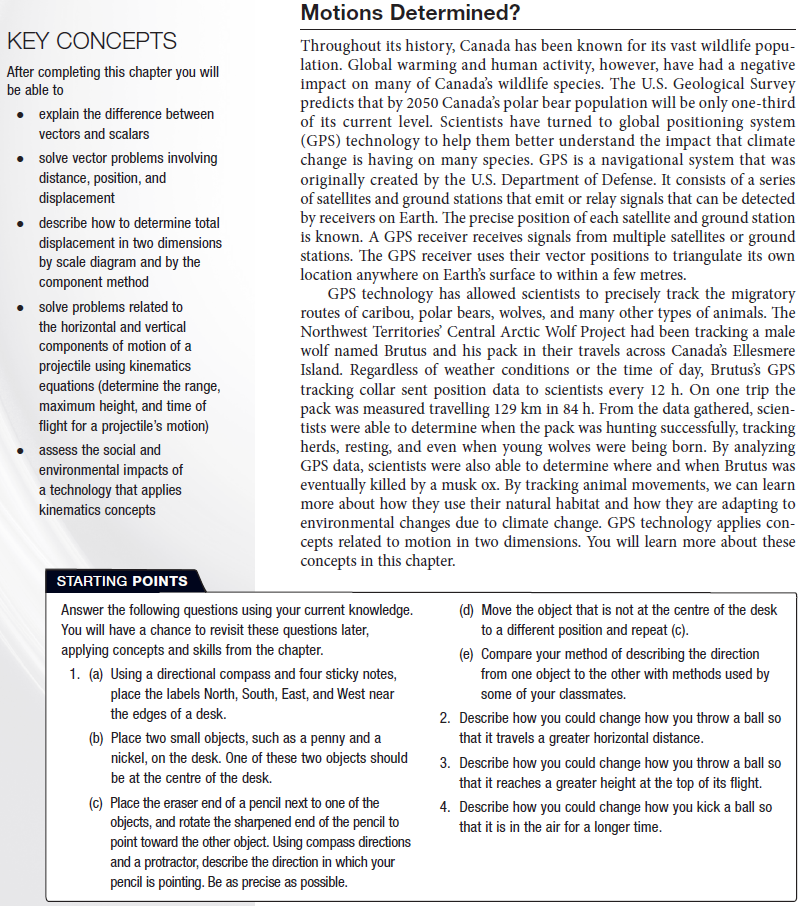 Motions Determined?
KEY CONCEPTS
After completing this chapter you will
be able to
• explain the difference between
vectors and scalars
• solve vector problems involving
distance, position, and
displacement
• describe how to determine total
displacement in two dimensions
by scale diagram and by the
component method
• solve problems related to
the horizontal and vertical
components of motion of a
projectile using kinematics
equations (determine the range,
maximum height, and time of
flight for a projectile's motion)
• assess the social and
environmental impacts of
a technology that applies
kinematics concepts
Throughout its history, Canada has been known for its vast wildlife popu-
lation. Global warming and human activity, however, have had a negative
impact on many of Canada's wildlife species. The U.S. Geological Survey
predicts that by 2050 Canada's polar bear population will be only one-third
of its current level. Scientists have turned to global positioning system
(GPS) technology to help them better understand the impact that climate
change is having on many species. GPS is a navigational system that was
originally created by the U.S. Department of Defense. It consists of a series
of satellites and ground stations that emit or relay signals that can be detected
by receivers on Earth. The precise position of each satellite and ground station
is known. A GPS receiver receives signals from multiple satellites or ground
stations. The GPS receiver uses their vector positions to triangulate its own
location anywhere on Earth's surface to within a few metres.
GPS technology has allowed scientists to precisely track the migratory
routes of caribou, polar bears, wolves, and many other types of animals. The
Northwest Territories' Central Arctic Wolf Project had been tracking a male
wolf named Brutus and his pack in their travels across Canada's Ellesmere
Island. Regardless of weather conditions or the time of day, Brutus's GPS
tracking collar sent position data to scientists every 12 h. On one trip the
pack was measured travelling 129 km in 84 h. From the data gathered, scien-
tists were able to determine when the pack was hunting successfully, tracking
herds, resting, and even when young wolves were being born. By analyzing
GPS data, scientists were also able to determine where and when Brutus was
eventually killed by a musk ox. By tracking animal movements, we can learn
more about how they use their natural habitat and how they are adapting to
environmental changes due to climate change. GPS technology applies con-
cepts related to motion in two dimensions. You will learn more about these
concepts in this chapter.
STARTING POINTS
Answer the following questions using your current knowledge.
You will have a chance to revisit these questions later,
applying concepts and skills from the chapter.
1. (a) Using a directional compass and four sticky notes,
place the labels North, South, East, and West near
the edges of a desk.
(b) Place two small objects, such as a penny and a
nickel, on the desk. One of these two objects should
be at the centre of the desk.
(c) Place the eraser end of a pencil next to one of the
objects, and rotate the sharpened end of the pencil to
point toward the other object. Using compass directions
and a protractor, describe the direction in which your
pencil is pointing. Be as precise as possible.
(d) Move the object that is not at the centre of the desk
to a different position and repeat (c).
(e) Compare your method of describing the direction
from one object to the other with methods used by
some of your classmates.
2. Describe how you could change how you throw a ball so
that it travels a greater horizontal distance.
3. Describe how you could change how you throw a ball so
that it reaches a greater height at the top of its flight.
4. Describe how you could change how you kick a ball so
that it is in the air for a longer time.